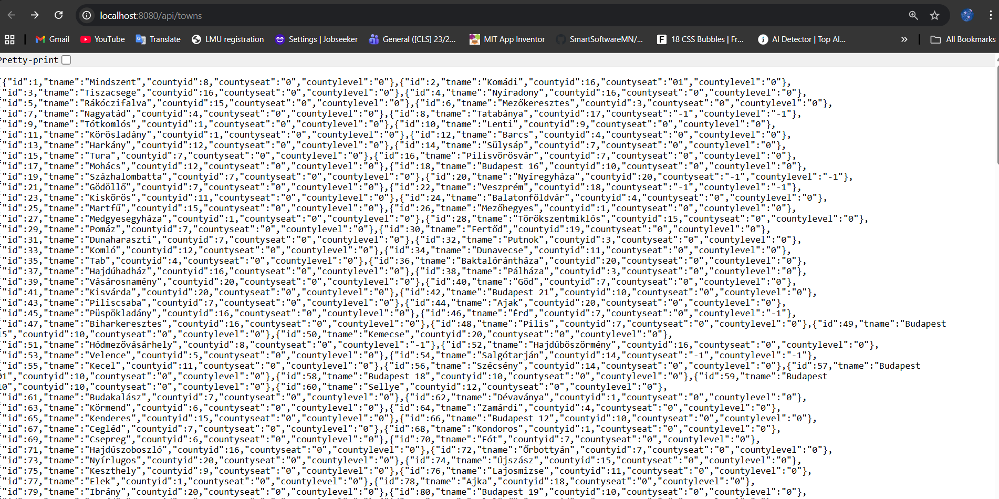 localhost:8080/api/towns
Gmail YouTube Translate LMU registration Settings | Jobseeker General ([CLS] 23/2... MIT App Inventor SmartSoftwareMN/... 18 CSS Bubbles | Fr... AI Detector | Top AI... All Bookmarks
Pretty-print
[{"id":1,"tname":"Mindszent","countyid":8,"countyseat":"0","countylevel":"0"},{"id":2,"tname":"Komádi","countyid":16,"countyseat":"01","countylevel":"0"},
{"id":3,"tname":"Tiszacsege","countyid":16,"countyseat":"0","countylevel":"0"},{"id":4,"tname":"Nyíradony","countyid":16,"countyseat":"0","countylevel":"0"},
{"id":5,"tname":"Rákóczifalva","countyid":15,"countyseat":"0","countylevel":"0"},{"id":6,"tname":"Mezőkeresztes","countyid":3,"countyseat":"0","countylevel":"0"},
{"id":7,"tname":"Nagyatád","countyid":4,"countyseat":"0","countylevel":"0"},{"id":8,"tname":"Tatabánya","countyid":17,"countyseat":"-1","countylevel":"-1"},
{"id":9,"tname":"Tótkomlós","countyid":1,"countyseat":"0","countylevel":"0"},{"id":10,"tname":"Lenti","countyid":9,"countyseat":"0","countylevel":"0"},
{"id":11,"tname":"Körösladány","countyid":1,"countyseat":"0","countylevel":"0"},{"id":12,"tname":"Barcs","countyid":4,"countyseat":"0","countylevel":"0"},
{"id":13,"tname":"Harkány","countyid":12,"countyseat":"0","countylevel":"0"},{"id":14,"tname":"Sülysáp","countyid":7,"countyseat":"0","countylevel":"0"},
{"id":15,"tname":"Tura","countyid":7,"countyseat":"0","countylevel":"0"},{"id":16,"tname":"Pilisvörösvár","countyid":7,"countyseat":"0","countylevel":"0"},
{"id":17,"tname":"Mohács","countyid":12,"countyseat":"0","countylevel":"0"},{"id":18,"tname":"Budapest 16","countyid":10,"countyseat":"0","countylevel":"0"},
{"id":19,"tname":"Százhalombatta","countyid":7,"countyseat":"0","countylevel":"0"},{"id":20,"tname":"Nyíregyháza","countyid":20,"countyseat":"-1","countylevel":"-1"},
{"id":21,"tname":"Gödöllő","countyid":7,"countyseat":"0","countylevel":"0"},{"id":22,"tname":"Veszprém","countyid":18,"countyseat":"-1","countylevel":"-1"},
{"id":23,"tname":"Kiskőrös","countyid":11,"countyseat":"0","countylevel":"0"},{"id":24,"tname":"Balatonföldvár","countyid":4,"countyseat":"0","countylevel":"0"},
{"id":25,"tname":"Martfű","countyid":15,"countyseat":"0","countylevel":"0"},{"id":26,"tname":"Mezőhegyes","countyid":1,"countyseat":"0","countylevel":"0"},
{"id":27,"tname":"Medgyesegyháza","countyid":1,"countyseat":"0","countylevel":"0"},{"id":28,"tname":"Törökszentmiklós","countyid":15,"countyseat":"0","countylevel":"0"},
{"id":29,"tname":"Pomáz","countyid":7,"countyseat":"0","countylevel":"0"},{"id":30,"tname":"Fertőd","countyid":19,"countyseat":"0","countylevel":"0"},
{"id":31,"tname":"Dunaharaszti","countyid":7,"countyseat":"0","countylevel":"0"},{"id":32,"tname":"Putnok","countyid":3,"countyseat":"0","countylevel":"0"},
{"id":33,"tname":"Komló","countyid":12,"countyseat":"0","countylevel":"0"},{"id":34,"tname":"Dunavecse","countyid":11,"countyseat":"0","countylevel":"0"},
{"id":35,"tname":"Tab","countyid":4,"countyseat":"0","countylevel":"0"},{"id":36,"tname":"Baktalórántháza","countyid":20,"countyseat":"0","countylevel":"0"},
{"id":37,"tname":"Hajdúhadház","countyid":16,"countyseat":"0","countylevel":"0"},{"id":38,"tname":"Pálháza","countyid":3,"countyseat":"0","countylevel":"0"},
{"id":39,"tname":"Vásárosnamény","countyid":20,"countyseat":"0","countylevel":"0"},{"id":40,"tname":"Göd","countyid":7,"countyseat":"0","countylevel":"0"},
{"id":41,"tname":"Kisvárda","countyid":20,"countyseat":"0","countylevel":"0"},{"id":42,"tname":"Budapest 21","countyid":10,"countyseat":"0","countylevel":"0"},
{"id":43,"tname":"Piliscsaba","countyid":7,"countyseat":"0","countylevel":"0"},{"id":44,"tname":"Ajak","countyid":20,"countyseat":"0","countylevel":"0"},
{"id":45,"tname":"Püspökladány","countyid":16,"countyseat":"0","countylevel":"0"},{"id":46,"tname":"Érd","countyid":7,"countyseat":"0","countylevel":"-1"},
{"id":47,"tname":"Biharkeresztes","countyid":16,"countyseat":"0","countylevel":"0"},{"id":48,"tname":"Pilis","countyid":7,"countyseat":"0","countylevel":"0"},{"id":49,"tname":"Budapest
15","countyid":10,"countyseat":"0","countylevel":"0"},{"id":50,"tname":"Kemecse","countyid":20,"countyseat":"0","countylevel":"0"},
{"id":51,"tname":"Hódmezővásárhely","countyid":8,"countyseat":"0","countylevel":"-1"},{"id":52,"tname":"Hajdúböszörmény","countyid":16,"countyseat":"0","countylevel":"0"},
{"id":53,"tname":"Velence","countyid":5,"countyseat":"0","countylevel":"0"},{"id":54,"tname":"Salgótarján","countyid":14,"countyseat":"-1","countylevel":"-1"},
{"id":55,"tname":"Kecel","countyid":11,"countyseat":"0","countylevel":"0"},{"id":56,"tname":"Szécsény","countyid":14,"countyseat":"0","countylevel":"0"},{"id":57,"tname":"Budapest
01","countyid":10,"countyseat":"0","countylevel":"0"},{"id":58,"tname":"Budapest 18","countyid":10,"countyseat":"0","countylevel":"0"},{"id":59,"tname":"Budapest
10","countyid":10,"countyseat":"0","countylevel":"0"},{"id":60,"tname":"Sellye","countyid":12,"countyseat":"0","countylevel":"0"},
{"id":61,"tname":"Budakalász","countyid":7,"countyseat":"0","countylevel":"0"},{"id":62,"tname":"Dévaványa","countyid":1,"countyseat":"0","countylevel":"0"},
{"id":63,"tname":"Körmend","countyid":6,"countyseat":"0","countylevel":"0"},{"id":64,"tname":"Zamárdi","countyid":4,"countyseat":"0","countylevel":"0"},
{"id":65,"tname":"Kenderes","countyid":15,"countyseat":"0","countylevel":"0"},{"id":66,"tname":"Budapest 12","countyid":10,"countyseat":"0","countylevel":"0"},
{"id":67,"tname":"Cegléd","countyid":7,"countyseat":"0","countylevel":"0"},{"id":68,"tname":"Kondoros","countyid":1,"countyseat":"0","countylevel":"0"},
{"id":69,"tname":"Csepreg","countyid":6,"countyseat":"0","countylevel":"0"},{"id":70,"tname":"Fót","countyid":7,"countyseat":"0","countylevel":"0"},
{"id":71,"tname":"Hajdúszoboszló","countyid":16,"countyseat":"0","countylevel":"0"},{"id":72,"tname":"Őrbottyán","countyid":7,"countyseat":"0","countylevel":"0"},
{"id":73,"tname":"Nyírlugos","countyid":20,"countyseat":"0","countylevel":"0"},{"id":74,"tname":"Újszász","countyid":15,"countyseat":"0","countylevel":"0"},
{"id":75,"tname":"Keszthely","countyid":9,"countyseat":"0","countylevel":"0"},{"id":76,"tname":"Lajosmizse","countyid":11,"countyseat":"0","countylevel":"0"},
{"id":77,"tname":"Elek","countyid":1,"countyseat":"0","countylevel":"0"},{"id":78,"tname":"Ajka","countyid":18,"countyseat":"0","countylevel":"0"},
{"id":79,"tname":"Ibrány","countyid":20,"countyseat":"0","countylevel":"0"},{"id":80,"tname":"Budapest 19","countyid":10,"countyseat":"0","countylevel":"0"},